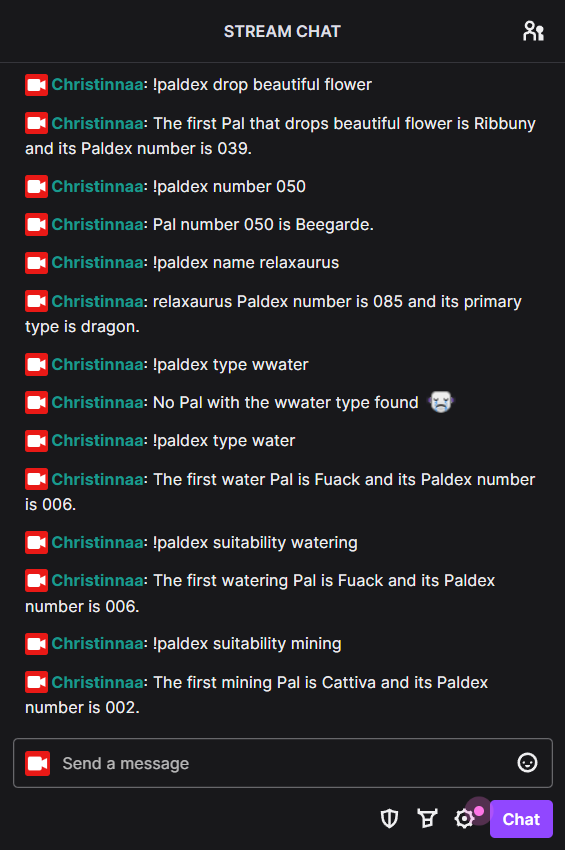 STREAM CHAT
Christinnaa: !paldex drop beautiful flower
Christinnaa: The first Pal that drops beautiful flower is Ribbuny
and its Paldex number is 039.
Christinnaa: !paldex number 050
Christinnaa: Pal number 050 is Beegarde.
Christinnaa: !paldex name relaxaurus
Christinnaa: relaxaurus Paldex number is 085 and its primary
type is dragon.
Christinnaa: !paldex type wwater
Christinnaa: No Pal with the wwater type found
Christinnaa: !paldex type water
Christinnaa: The first water Pal is Fuack and its Paldex number
is 006.
Christinnaa: !paldex suitability watering
Christinnaa: The first watering Pal is Fuack and its Paldex
number is 006.
Christinnaa: !paldex suitability mining
Christinnaa: The first mining Pal is Cattiva and its Paldex
number is 002.
Send a message
Chat